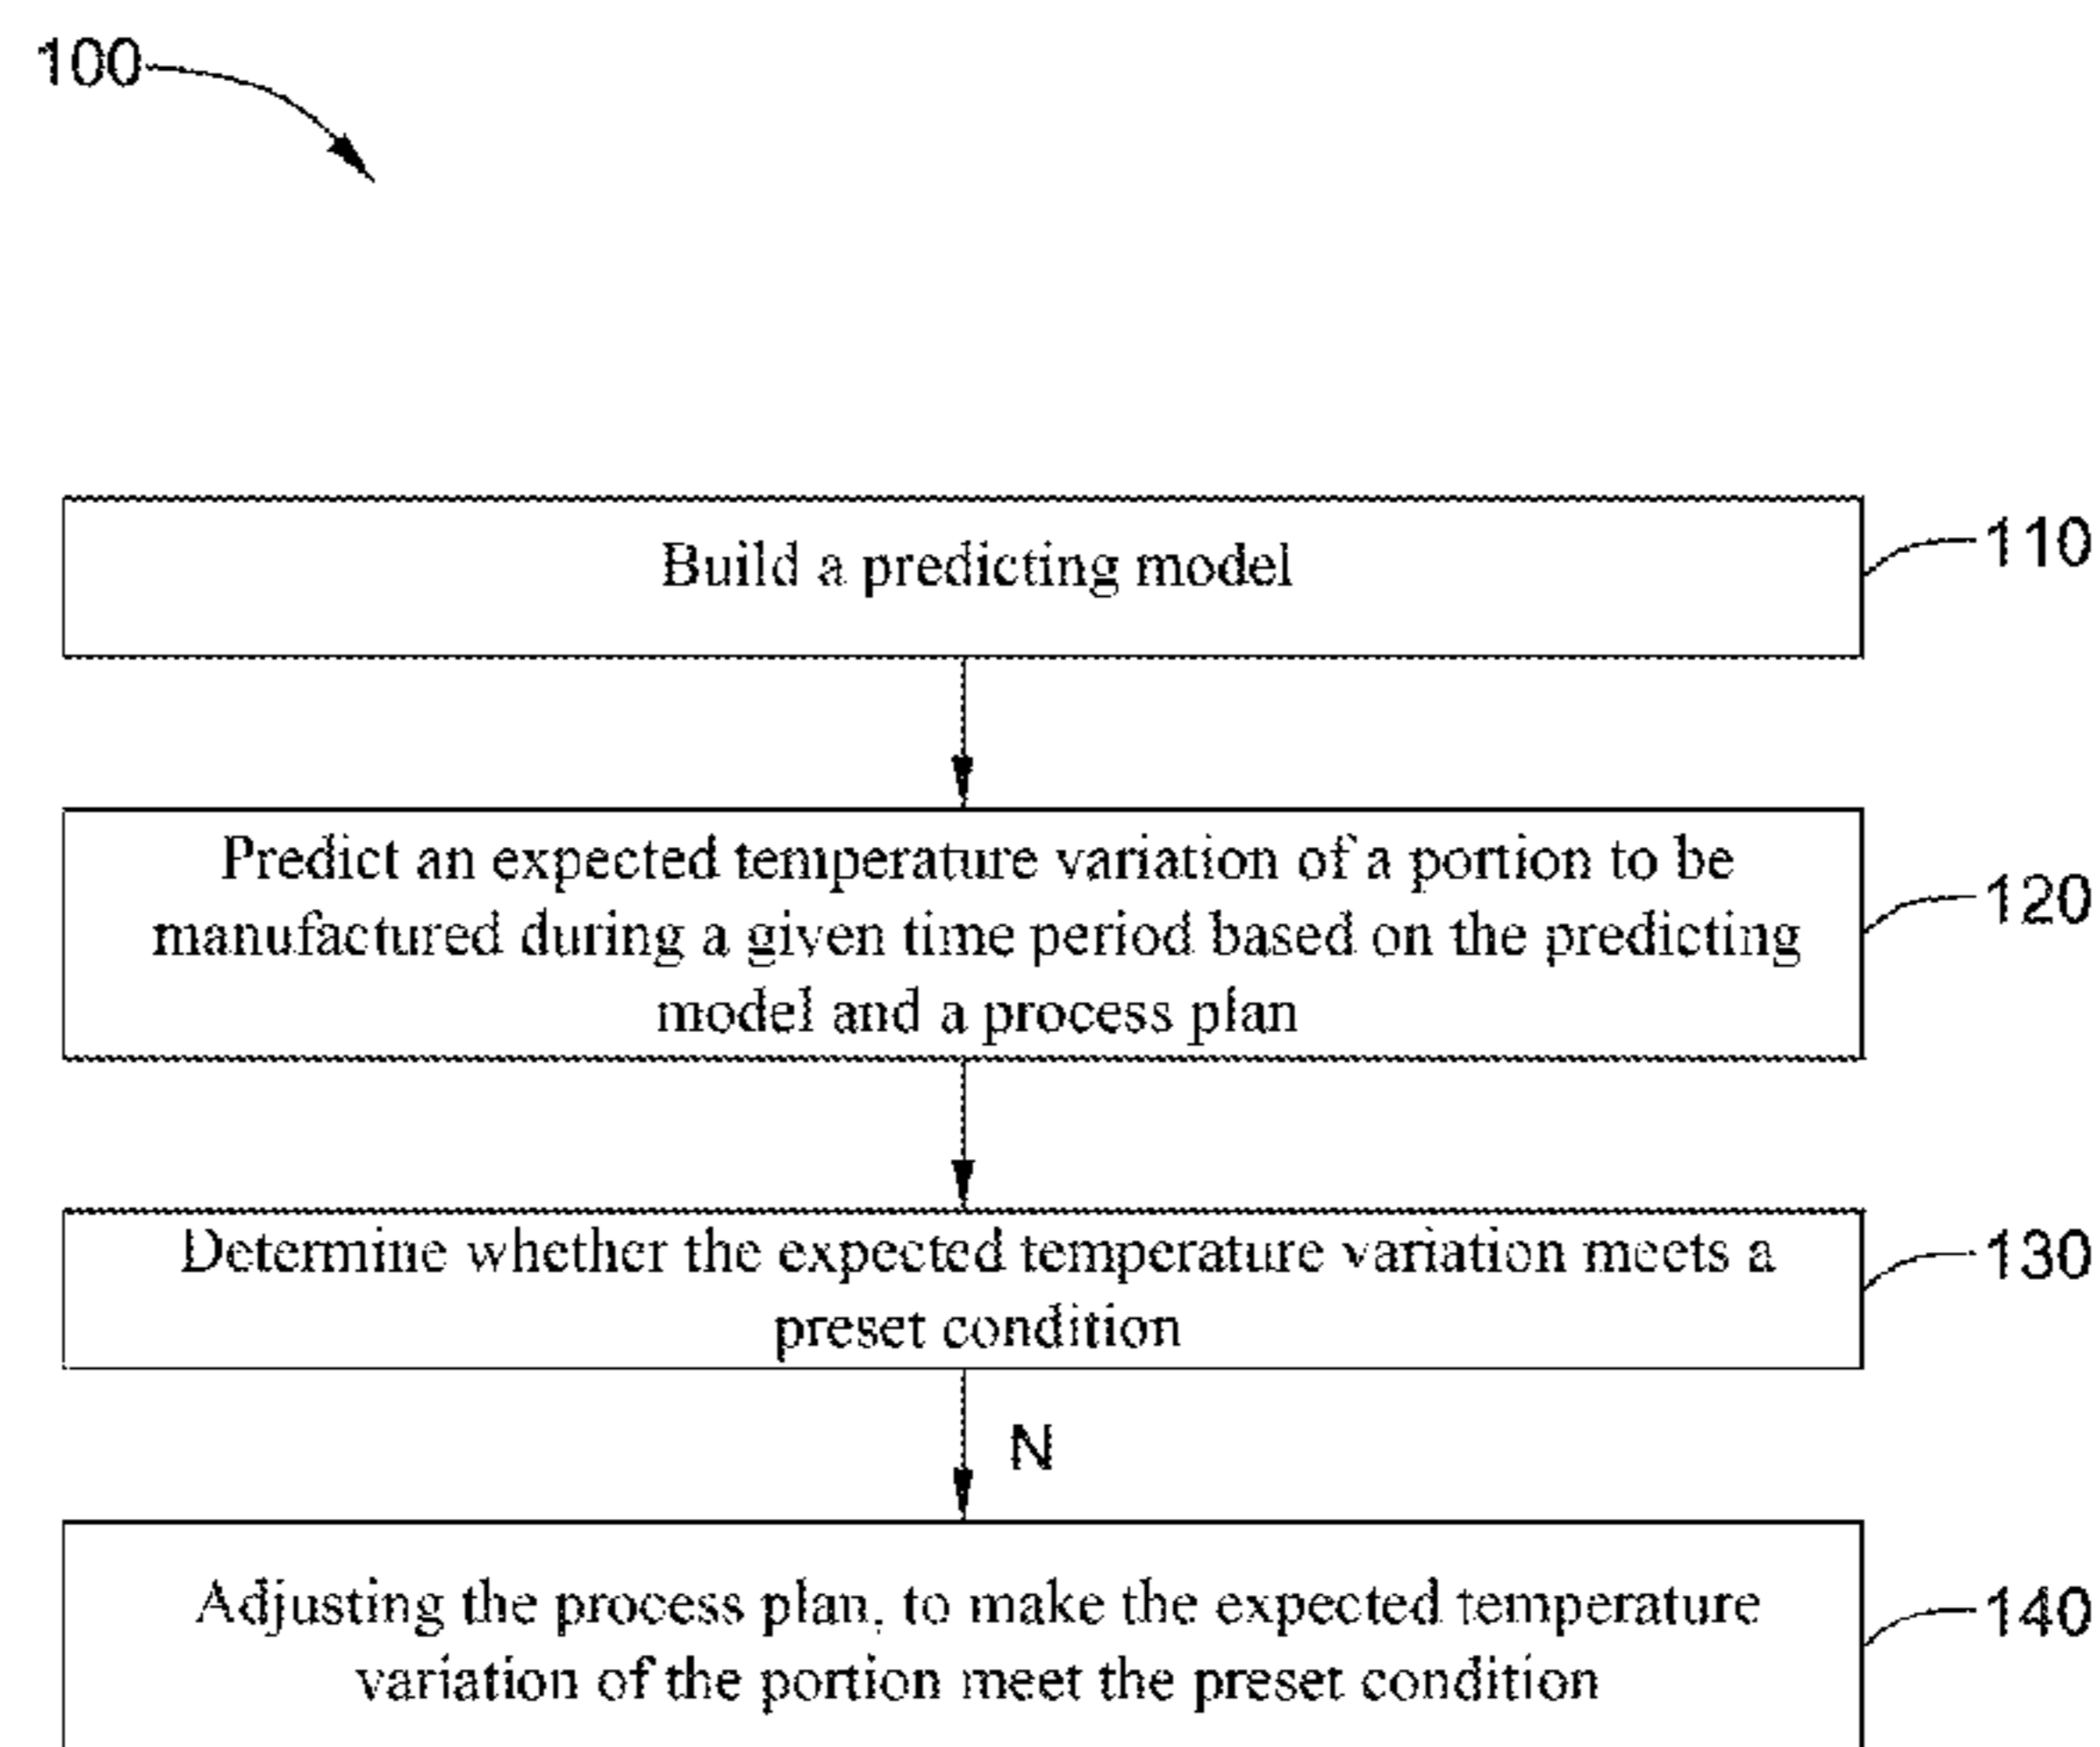 100
Build a predicting model
110
Predict an expected temperature variation of a portion to be
manufactured during a given time period based on the predicting
model and a process plan
120
Determine whether the expected temperature variation meets a
preset condition
130
N
Adjusting the process plan, to make the expected temperature
variation of the portion meet the preset condition
140